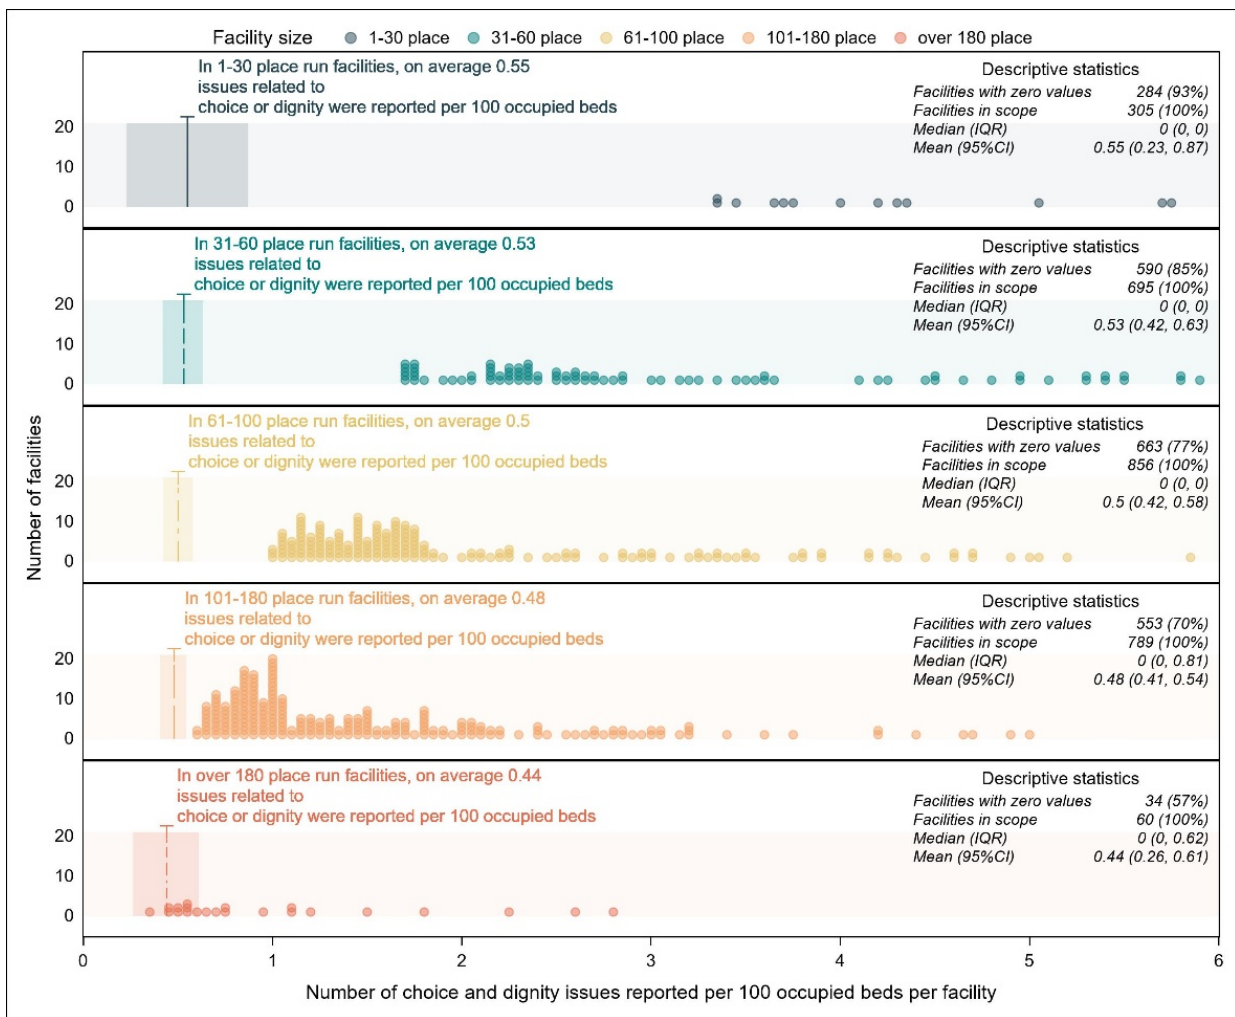 Facility size 1-30 place 31-60 place 61-100 place 101-180 place over 180 place
In 1-30 place run facilities, on average 0.55
issues related to
choice or dignity were reported per 100 occupied beds
Descriptive statistics
Facilities with zero values 284 (93%)
Facilities in scope 305 (100%)
Median (IQR) 0 (0, 0)
Mean (95%CI) 0.55 (0.23, 0.87)
20
10
0
In 31-60 place run facilities, on average 0.53
issues related to
choice or dignity were reported per 100 occupied beds
Descriptive statistics
Facilities with zero values 590 (85%)
Facilities in scope 695 (100%)
Median (IQR) 0 (0, 0)
Mean (95%CI) 0.53 (0.42, 0.63)
20
10
0
Number of facilities
In 61-100 place run facilities, on average 0.5
issues related to
choice or dignity were reported per 100 occupied beds
Descriptive statistics
Facilities with zero values 663 (77%)
Facilities in scope 856 (100%)
Median (IQR) 0 (0, 0)
Mean (95%CI) 0.5 (0.42, 0.58)
20
10
0
In 101-180 place run facilities, on average 0.48
issues related to
choice or dignity were reported per 100 occupied beds
Descriptive statistics
Facilities with zero values 553 (70%)
Facilities in scope 789 (100%)
Median (IQR) 0 (0, 0.81)
Mean (95%CI) 0.48 (0.41, 0.54)
20
10
0
In over 180 place run facilities, on average 0.44
issues related to
choice or dignity were reported per 100 occupied beds
Descriptive statistics
Facilities with zero values 34 (57%)
Facilities in scope 60 (100%)
Median (IQR) 0 (0, 0.62)
Mean (95%CI) 0.44 (0.26, 0.61)
20
10
0
0 1 2 3 4 5 6
Number of choice and dignity issues reported per 100 occupied beds per facility